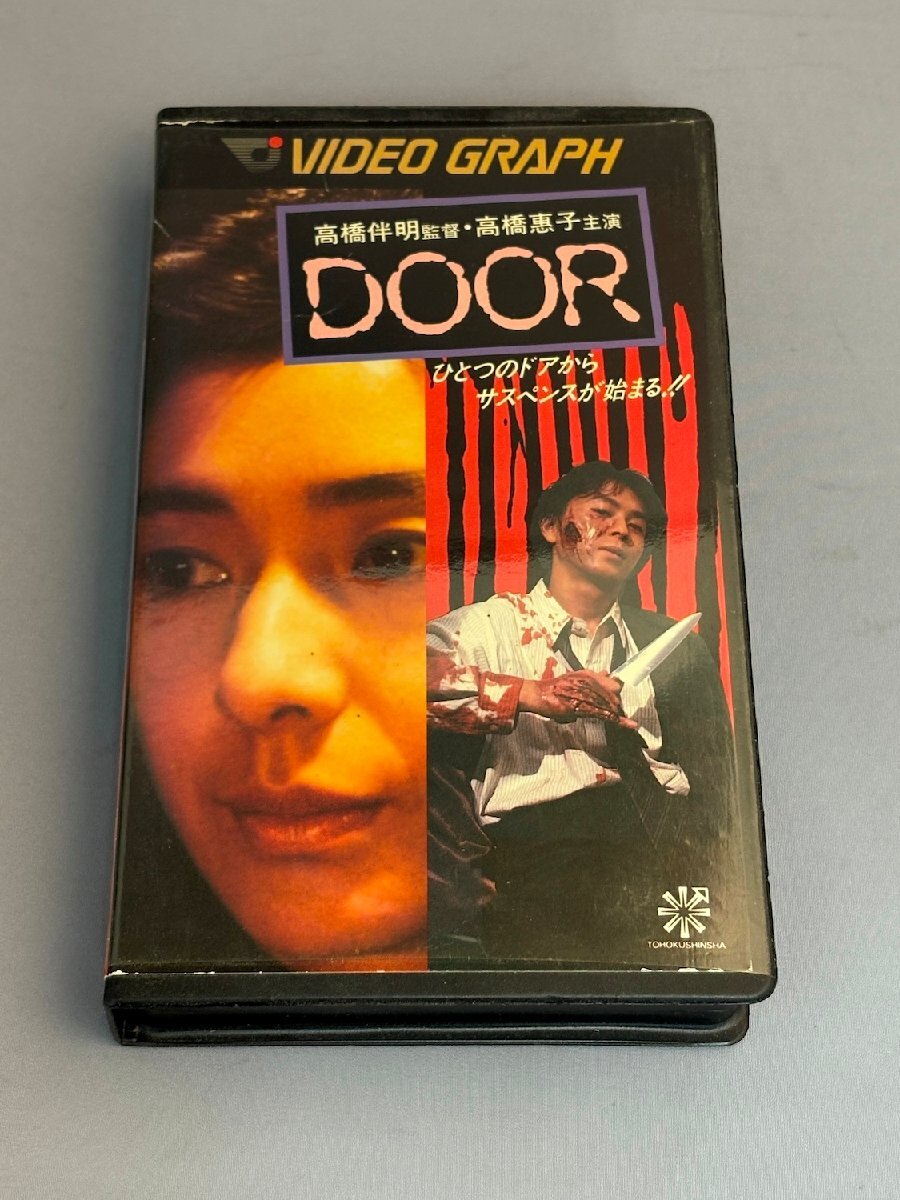 VIDEO GRAPH
高橋伴明監督・高橋惠子主演
DOOR
ひとつのドアから
サスペンスが始まる!!
TOHOKUSHINSHA